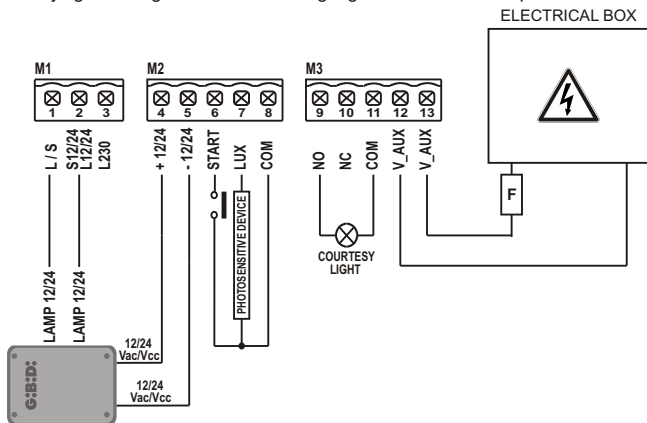 ELECTRICAL BOX
M1
M2
M3
1 2 3
4 5 6 7 8
9 10 11 12 13
L / S
S12/24
L12/24
L230
+ 12/24
- 12/24
START
LUX
COM
NO
NC
COM
V_AUX
V_AUX
F
PHOTOSENSITIVE DEVICE
COURTESY
LIGHT
LAMP 12/24
LAMP 12/24
12/24
Vac/Vcc
12/24
Vac/Vcc
GiBiDi